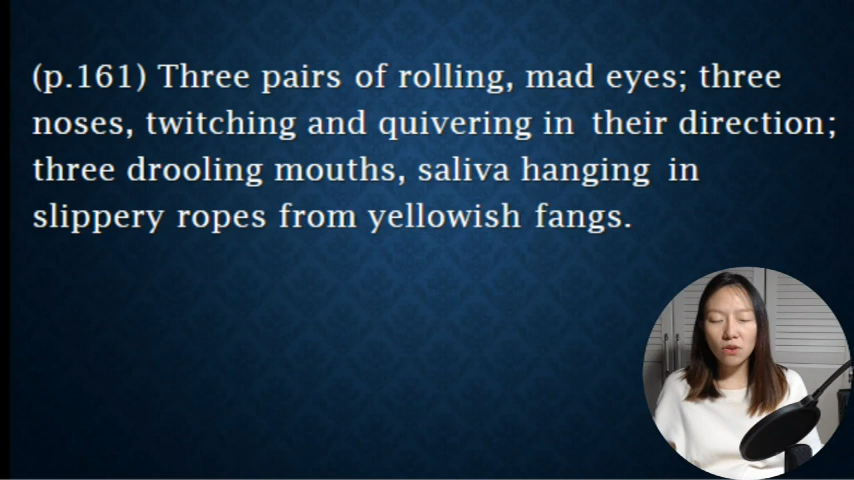 (p.161) Three pairs of rolling, mad eyes; three
noses, twitching and quivering in their direction;
three drooling mouths, saliva hanging in
slippery ropes from yellowish fangs.